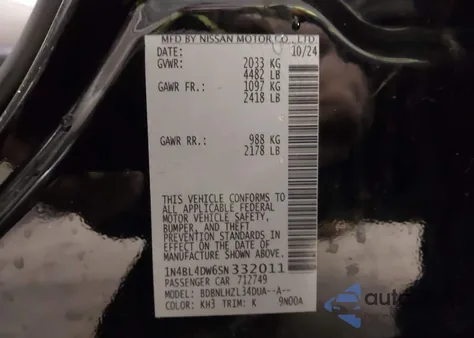 MFD BY NISSAN MOTOR CO., LTD.
DATE: 10/24
GVWR: 2033 KG
4482 LB
GAWR FR.: 1097 KG
2418 LB
GAWR RR.: 988 KG
2178 LB
THIS VEHICLE CONFORMS TO
ALL APPLICABLE FEDERAL
MOTOR VEHICLE SAFETY,
BUMPER, AND THEFT
PREVENTION STANDARDS IN
EFFECT ON THE DATE OF
MANUFACTURE SHOWN ABOVE.
1N4BL4DW6SN332011
PASSENGER CAR 712749
MODEL: BDBNLHZL34DUA--A--
COLOR: KH3 TRIM: K 9N00A